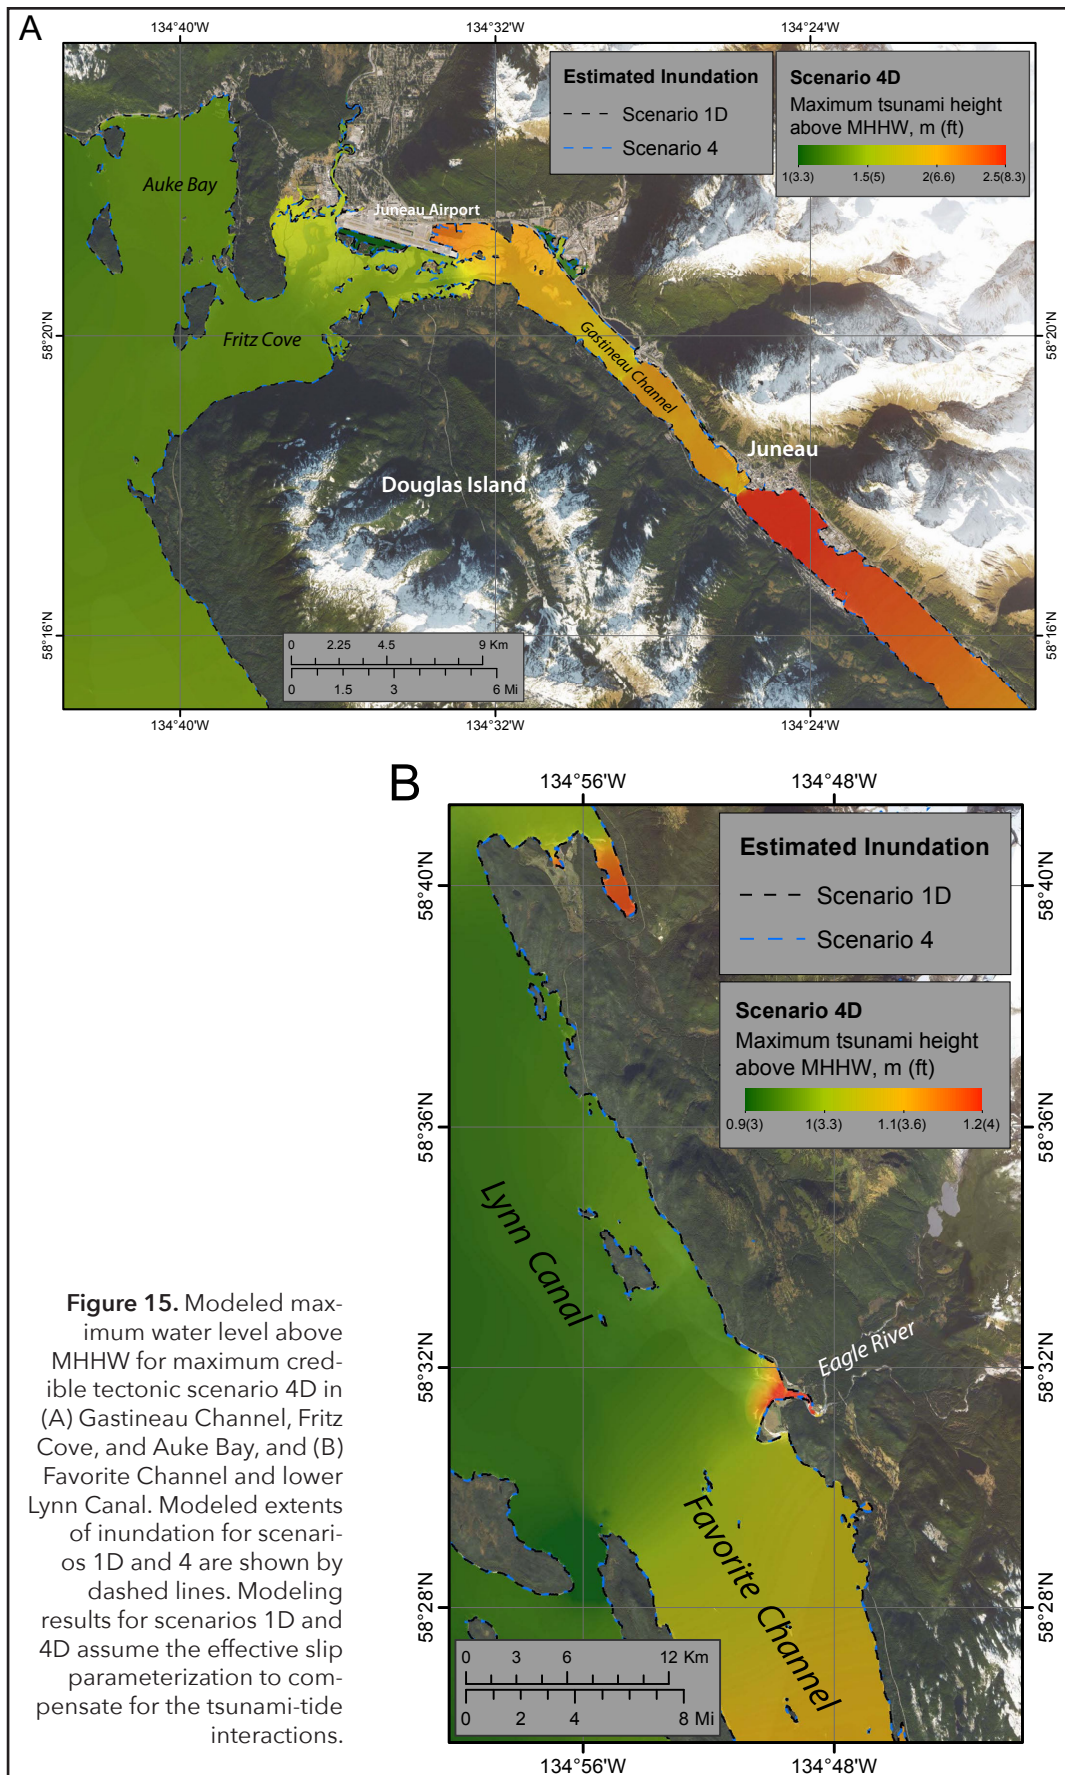 A
134°40'W
134°32'W
134°24'W
Estimated Inundation
Scenario 1D
Scenario 4
Scenario 4D
Maximum tsunami height
above MHHW, m (ft)
1(3.3)
1.5(5)
2(6.6)
2.5(8.3)
Auke Bay
Juneau Airport
Fritz Cove
Gastineau Channel
58°20'N
58°20'N
Juneau
Douglas Island
58°16'N
58°16'N
0 2.25 4.5 9 Km
0 1.5 3 6 Mi
134°40'W
134°32'W
134°24'W
B
134°56'W
134°48'W
Estimated Inundation
Scenario 1D
Scenario 4
Scenario 4D
Maximum tsunami height
above MHHW, m (ft)
0.9(3)
1(3.3)
1.1(3.6)
1.2(4)
58°40'N
58°40'N
58°36'N
58°36'N
Lynn Canal
Eagle River
58°32'N
58°32'N
Favorite Channel
58°28'N
58°28'N
0 3 6 12 Km
0 2 4 8 Mi
134°56'W
134°48'W
Figure 15. Modeled max-
imum water level above
MHHW for maximum cred-
ible tectonic scenario 4D in
(A) Gastineau Channel, Fritz
Cove, and Auke Bay, and (B)
Favorite Channel and lower
Lynn Canal. Modeled extents
of inundation for scenari-
os 1D and 4 are shown by
dashed lines. Modeling
results for scenarios 1D and
4D assume the effective slip
parameterization to com-
pensate for the tsunami-tide
interactions.